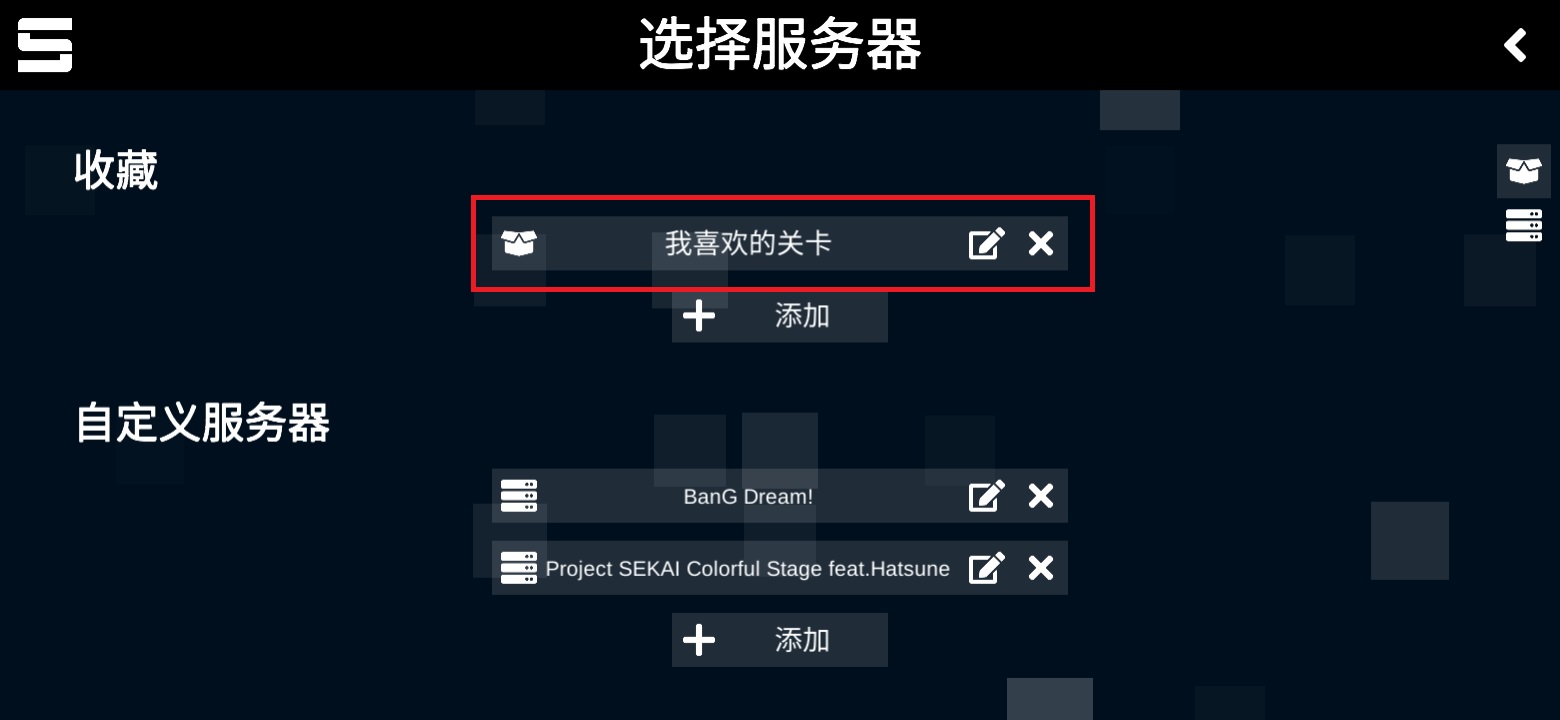 选择服务器
收藏
我喜欢的关卡
添加
自定义服务器
BanG Dream!
Project SEKAI Colorful Stage feat.Hatsune
添加